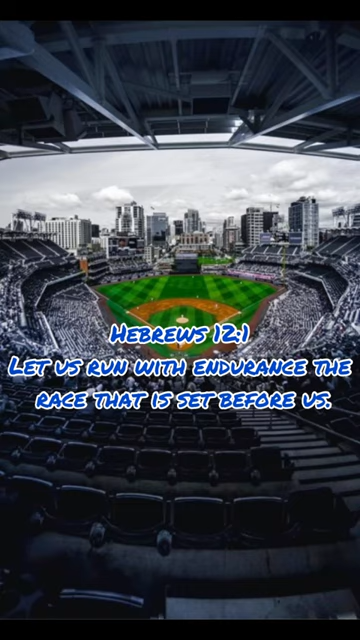 Hebrews 12:1
Let us run with endurance the
race that is set before us.